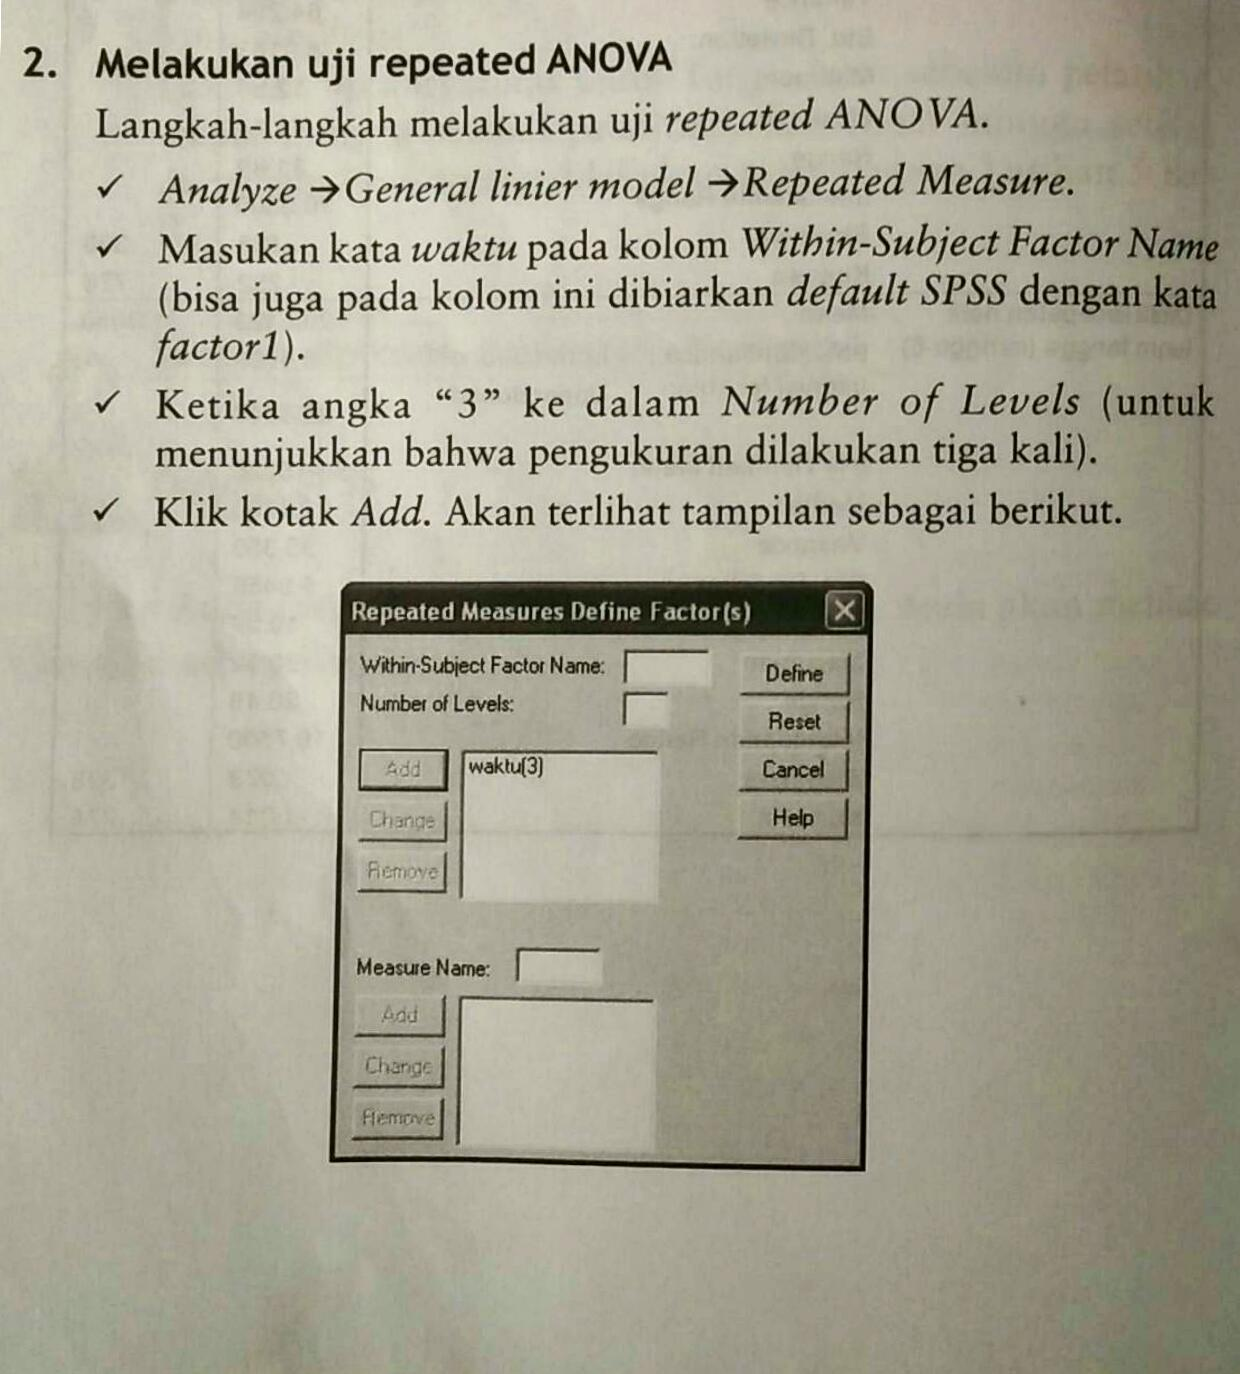 2. Melakukan uji repeated ANOVA
Langkah-langkah melakukan uji repeated ANOVA.
✓ Analyze →General linier model →Repeated Measure.
✓ Masukan kata waktu pada kolom Within-Subject Factor Name
(bisa juga pada kolom ini dibiarkan default SPSS dengan kata
factor1).
✓ Ketika angka “3” ke dalam Number of Levels (untuk
menunjukkan bahwa pengukuran dilakukan tiga kali).
✓ Klik kotak Add. Akan terlihat tampilan sebagai berikut.
Repeated Measures Define Factor(s)
Within-Subject Factor Name:
Define
Number of Levels:
Reset
Add
waktu(3)
Cancel
Change
Help
Remove
Measure Name:
Add
Change
Remove